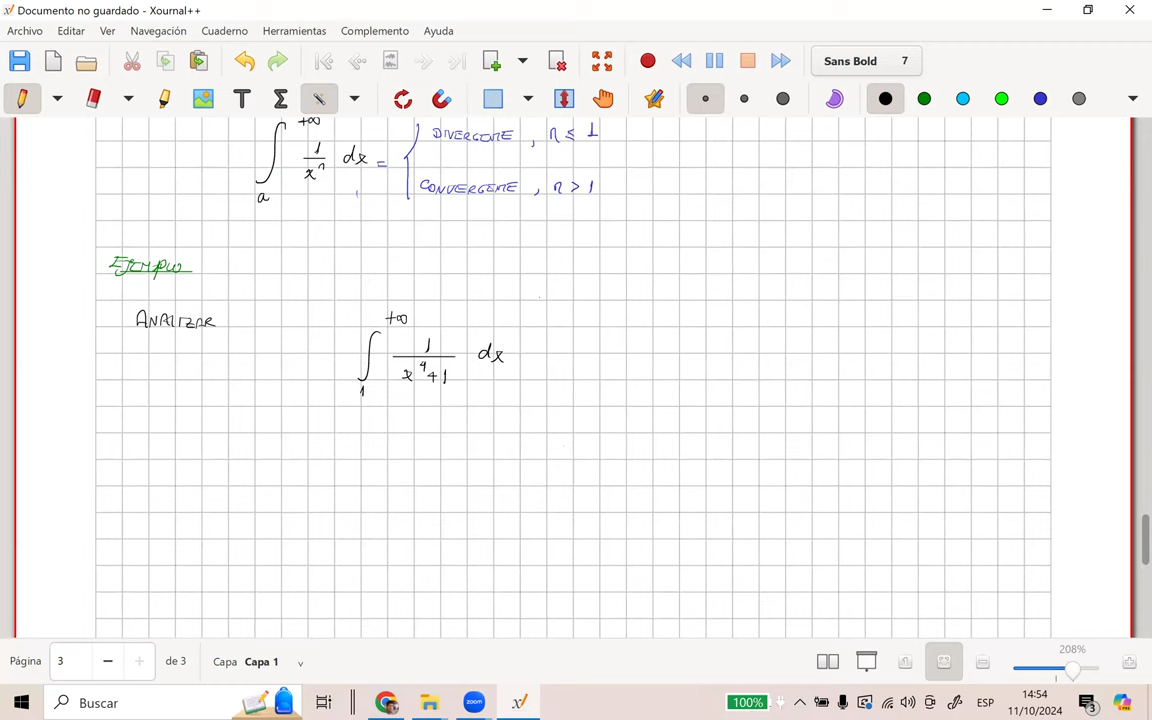 Documento no guardado - Xournal++
Archivo Editar Ver Navegación Cuaderno Herramientas Complemento Ayuda
Sans Bold 7
∫ₐ^{+∞} 1/xⁿ dx = { DIVERGENTE , n ≤ 1
CONVERGENTE , n > 1
EJEMPLO
ANALIZAR ∫₁^{+∞} 1/(x⁴+1) dx
Página 3 de 3 Capa Capa 1 208%
Buscar 100% ESP 14:54
11/10/2024 3